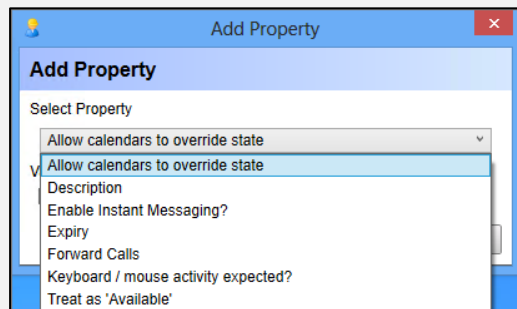 Add Property
Add Property
Select Property
Allow calendars to override state
Allow calendars to override state
Description
Enable Instant Messaging?
Expiry
Forward Calls
Keyboard / mouse activity expected?
Treat as 'Available'